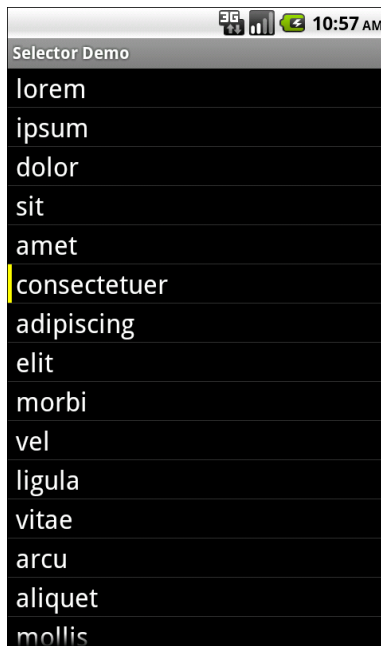 3G 10:57 AM
Selector Demo
lorem
ipsum
dolor
sit
amet
consectetuer
adipiscing
elit
morbi
vel
ligula
vitae
arcu
aliquet
mollis